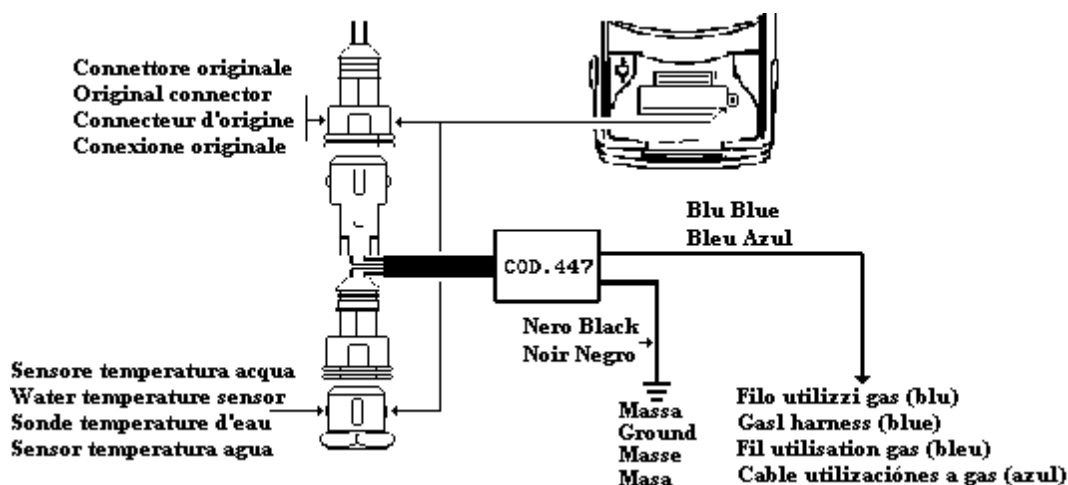 Connettore originale
Original connector
Connecteur d'origine
Conexione originale
Blu Blue
Bleu Azul
COD.447
Nero Black
Noir Negro
Sensore temperatura acqua
Water temperature sensor
Sonde temperature d'eau
Sensor temperatura agua
Massa
Ground
Masse
Masa
Filo utilizzi gas (blu)
Gasl harness (blue)
Fil utilisation gas (bleu)
Cable utilizaciónes a gas (azul)